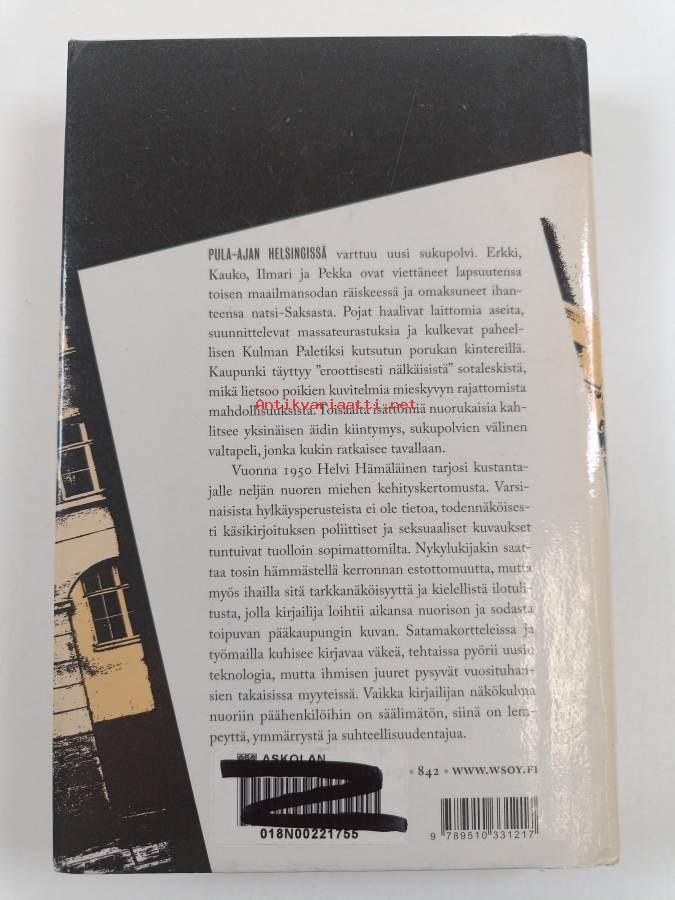 PULA-AJAN HELSINGISSÄ varttuu uusi sukupolvi. Erkki,
Kauko, Ilmari ja Pekka ovat viettäneet lapsuutensa
toisen maailmansodan räiskeessä ja omaksuneet ihan-
teensa natsi-Saksasta. Pojat haalivat laittomia aseita,
suunnittelevat massateurastuksia ja kulkevat paheel-
lisen Kulman Paletiksi kutsutun porukan kintereillä.
Kaupunki täyttyy "eroottisesti nälkäisistä" sotaleskistä,
mikä lietsoo poikien kuvitelmia mieskyvyn rajattomista
Antikvariaatti.net
mahdollisuuksista. Toisaalta isättömiä nuorukaisia kah-
litsee yksinäisen äidin kiintymys, sukupolvien välinen
valtapeli, jonka kukin ratkaisee tavallaan.
Vuonna 1950 Helvi Hämäläinen tarjosi kustanta-
jalle neljän nuoren miehen kehityskertomusta. Varsi-
naisista hylkäysperusteista ei ole tietoa, todennäköises-
ti käsikirjoituksen poliittiset ja seksuaaliset kuvaukset
tuntuivat tuolloin sopimattomilta. Nykylukijakin saat-
taa tosin hämmästellä kerronnan estottomuutta, mutta
myös ihailla sitä tarkkanäköisyyttä ja kielellistä ilotuli-
tusta, jolla kirjailija loihtii aikansa nuorison ja sodasta
toipuvan pääkaupungin kuvan. Satamakortteleissa ja
työmailla kuhisee kirjavaa väkeä, tehtaissa pyörii uusin
teknologia, mutta ihmisen juuret pysyvät vuosituhan-
sien takaisissa myyteissä. Vaikka kirjailijan näkökulma
nuoriin päähenkilöihin on säälimätön, siinä on lem-
peyttä, ymmärrystä ja suhteellisuudentajua.
ASKOLAN
• 842 • WWW.WSOY.FI
018N00221755
9 789510 331217